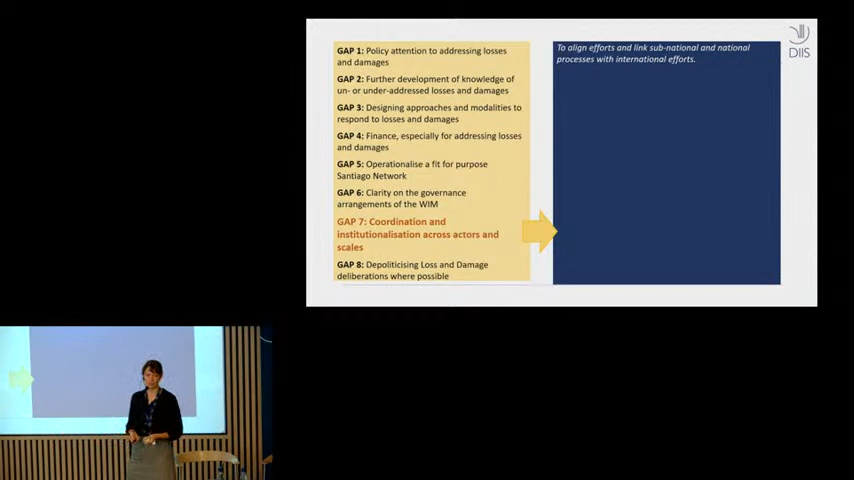 GAP 1: Policy attention to addressing losses
and damages
GAP 2: Further development of knowledge of
un- or under-addressed losses and damages
GAP 3: Designing approaches and modalities to
respond to losses and damages
GAP 4: Finance, especially for addressing losses
and damages
GAP 5: Operationalise a fit for purpose
Santiago Network
GAP 6: Clarity on the governance
arrangements of the WIM
GAP 7: Coordination and
institutionalisation across actors and
scales
GAP 8: Depoliticising Loss and Damage
deliberations where possible
To align efforts and link sub-national and national
processes with international efforts.
DIIS